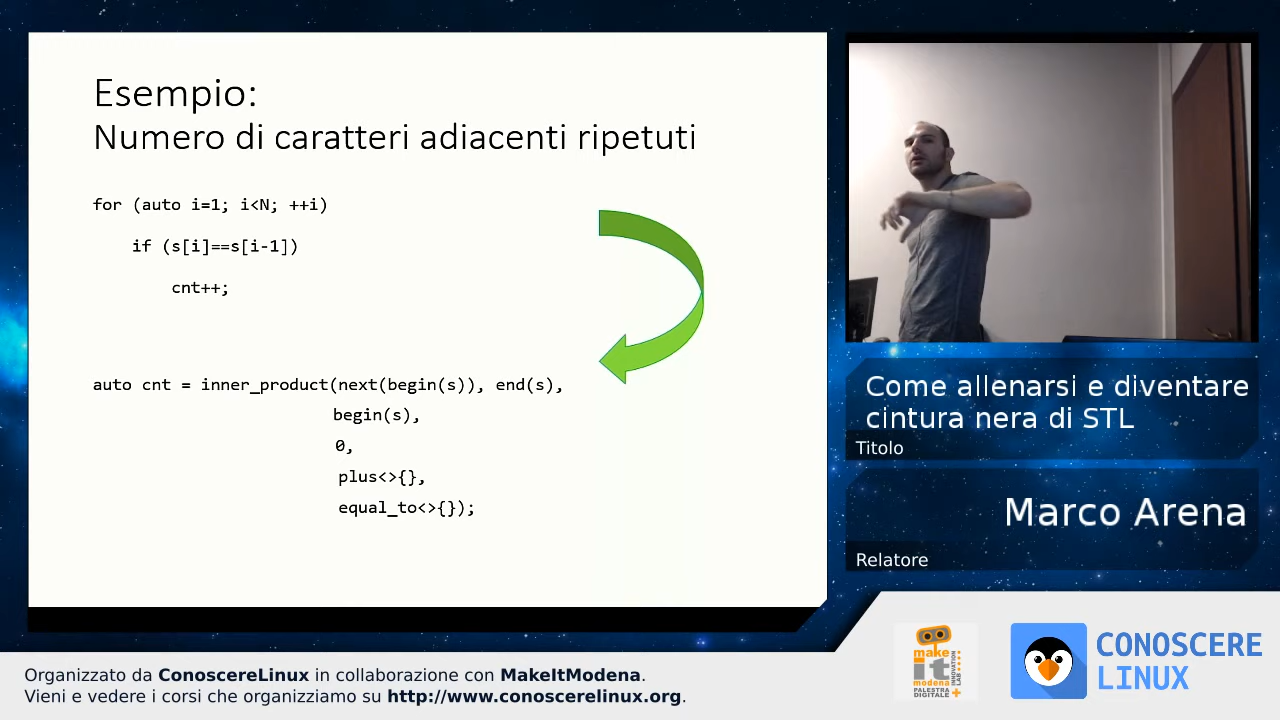 Esempio:
Numero di caratteri adiacenti ripetuti
for (auto i=1; i<N; ++i)
if (s[i]==s[i-1])
cnt++;
auto cnt = inner_product(next(begin(s)), end(s),
begin(s),
0,
plus<>{},
equal_to<>{});
Come allenarsi e diventare
cintura nera di STL
Titolo
Marco Arena
Relatore
make
it
modena
PALESTRA
DIGITALE
INNOVATION
LAB
CONOSCERE
LINUX
Organizzato da ConoscereLinux in collaborazione con MakeItModena.
Vieni e vedere i corsi che organizziamo su http://www.conoscerelinux.org.